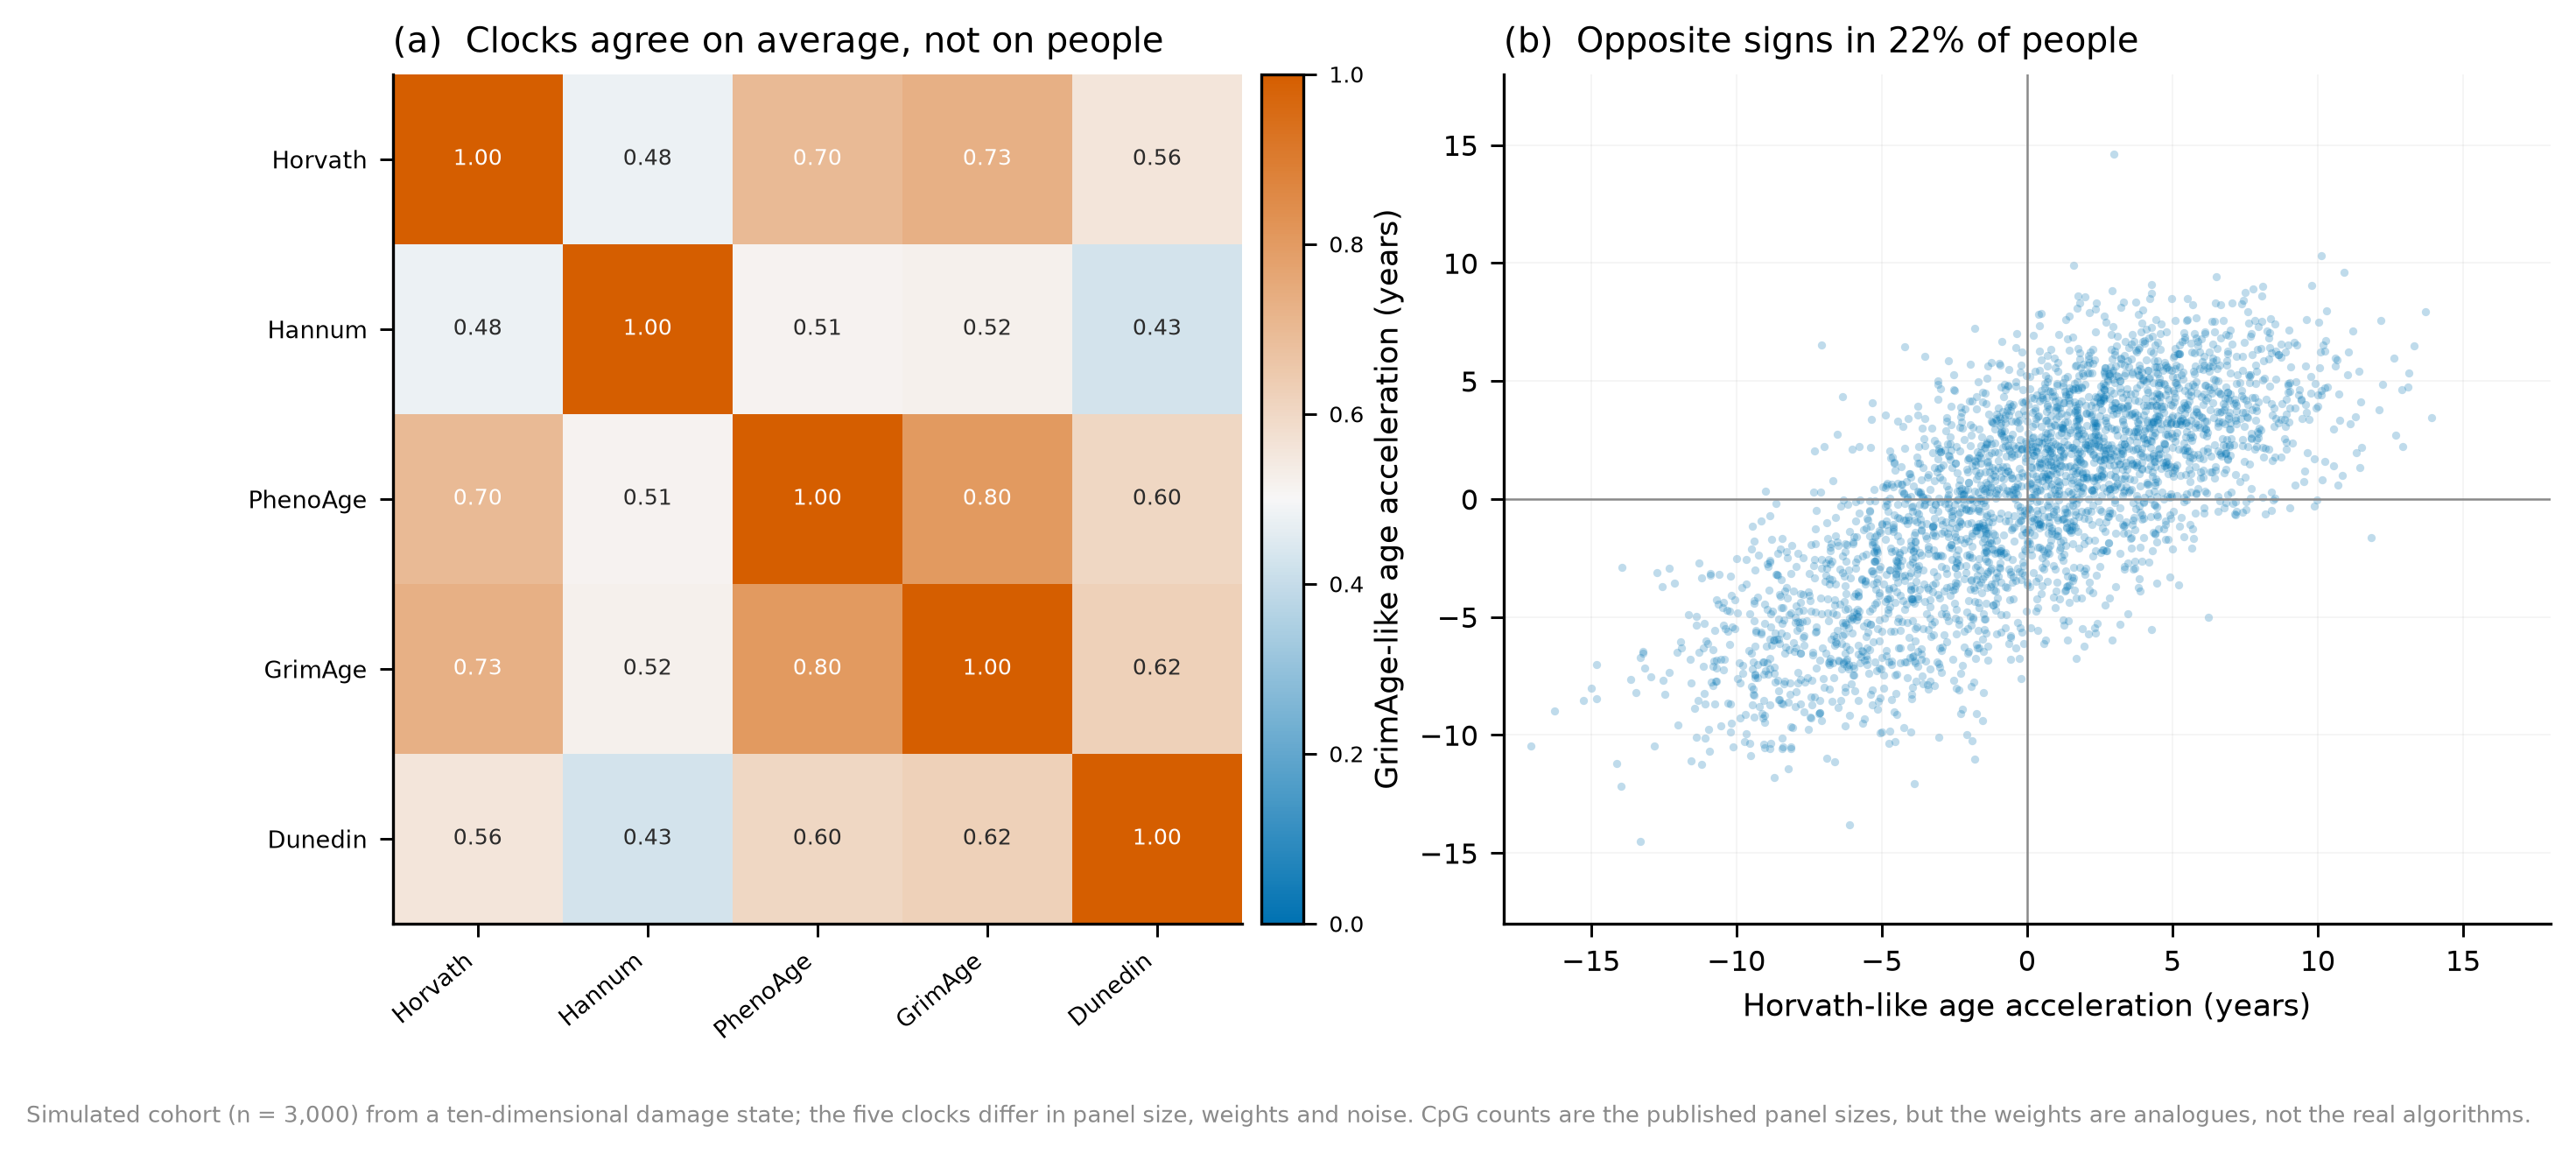 (a)  Clocks agree on average, not on people
Horvath
1.00 0.48 0.70 0.73 0.56
Hannum
0.48 1.00 0.51 0.52 0.43
PhenoAge
0.70 0.51 1.00 0.80 0.60
GrimAge
0.73 0.52 0.80 1.00 0.62
Dunedin
0.56 0.43 0.60 0.62 1.00
Horvath
Hannum
PhenoAge
GrimAge
Dunedin
1.0
0.8
0.6
0.4
0.2
0.0
(b)  Opposite signs in 22% of people
GrimAge-like age acceleration (years)
15
10
5
0
−5
−10
−15
−15 −10 −5 0 5 10 15
Horvath-like age acceleration (years)
Simulated cohort (n = 3,000) from a ten-dimensional damage state; the five clocks differ in panel size, weights and noise. CpG counts are the published panel sizes, but the weights are analogues, not the real algorithms.